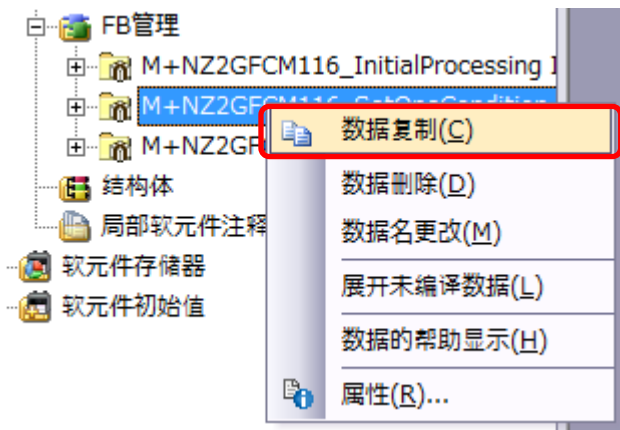 FB管理
M+NZ2GFCM116_InitialProcessing
M+NZ2GFCM116_SetOpeCondition
数据复制(C)
M+NZ2GF
数据删除(D)
结构体
局部软元件注释
数据名更改(M)
软元件存储器
展开未编译数据(L)
软元件初始值
数据的帮助显示(H)
属性(R)...